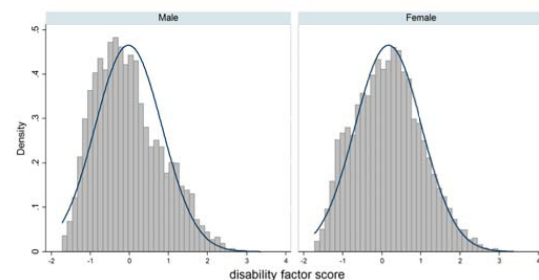 Male Female
Density
0 .1 .2 .3 .4 .5
-2 -1 0 1 2 3 4 -2 -1 0 1 2 3 4
disability factor score